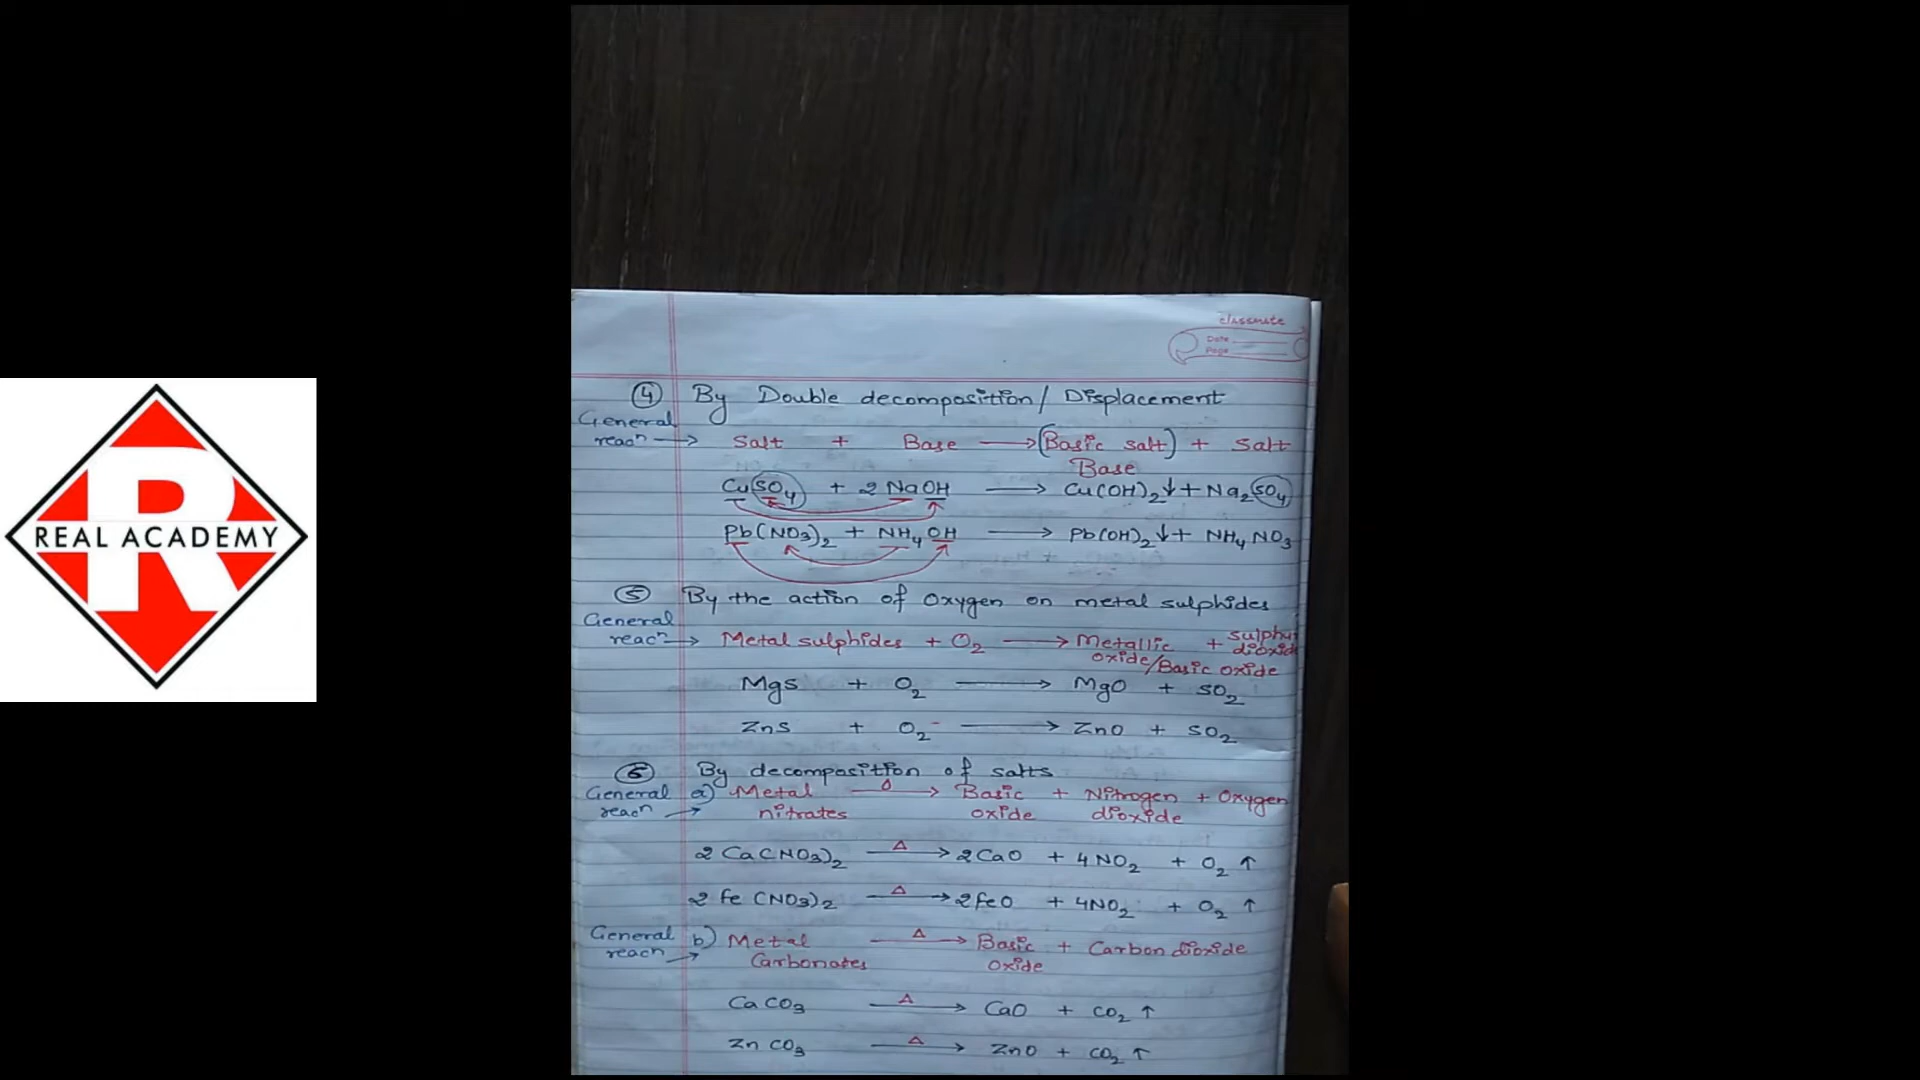 REAL ACADEMY
classmate
Date
Page
④ By Double decomposition / Displacement
General reacⁿ → Salt + Base → (Basic salt) + Salt
Base
CuSO₄ + 2 NaOH → Cu(OH)₂↓ + Na₂SO₄
Pb(NO₃)₂ + NH₄OH → Pb(OH)₂↓ + NH₄NO₃
⑤ By the action of Oxygen on metal sulphides
General reacⁿ → Metal sulphides + O₂ → Metallic oxide/Basic oxide + sulphur dioxide
MgS + O₂ → MgO + SO₂
ZnS + O₂ → ZnO + SO₂
⑥ By decomposition of salts
General reacⁿ → a) Metal nitrates Δ→ Basic oxide + Nitrogen dioxide + Oxygen
2 Ca(NO₃)₂ Δ→ 2CaO + 4NO₂ + O₂ ↑
2 Fe(NO₃)₂ Δ→ 2FeO + 4NO₂ + O₂ ↑
General reacn → b) Metal Carbonates Δ→ Basic oxide + Carbon dioxide
CaCO₃ Δ→ CaO + CO₂ ↑
ZnCO₃ Δ→ ZnO + CO₂ ↑